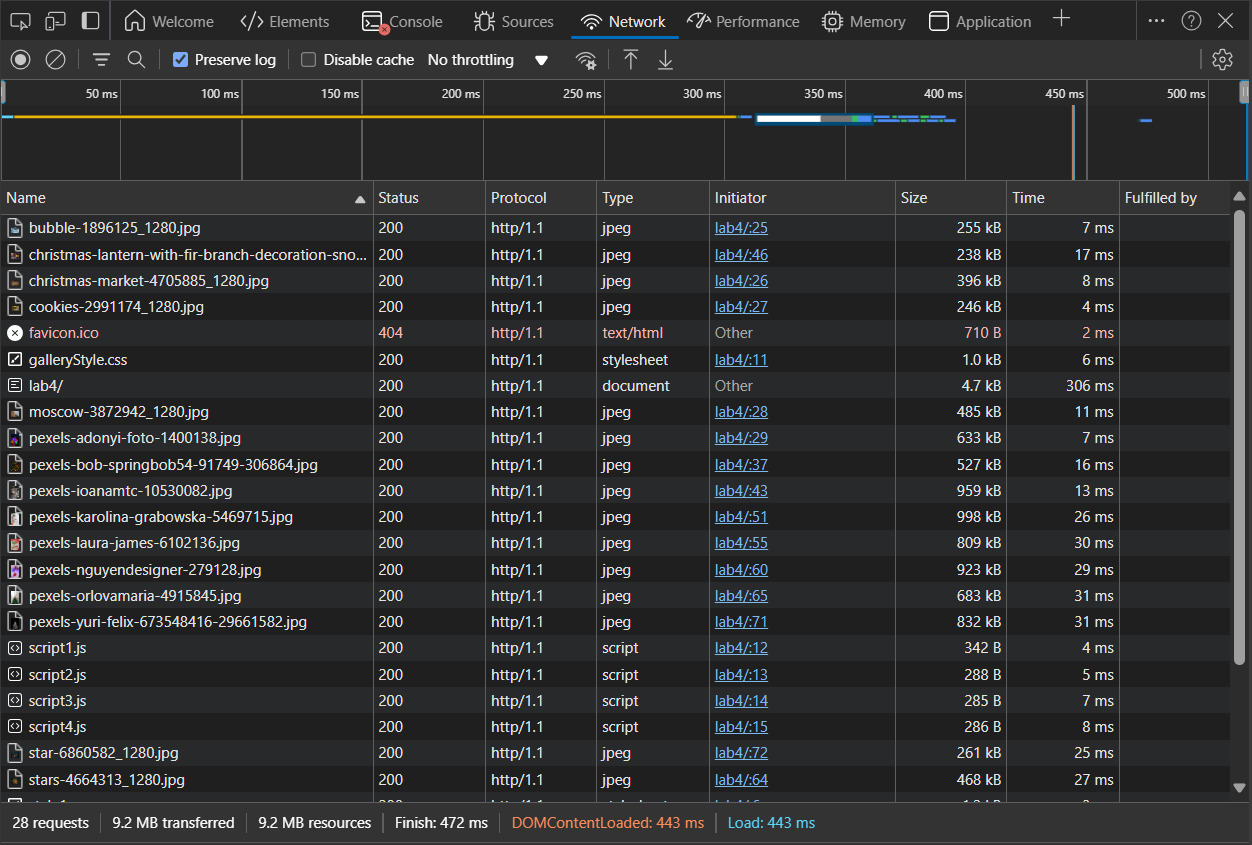 Welcome Elements Console Sources Network Performance Memory Application
Preserve log Disable cache No throttling
50 ms 100 ms 150 ms 200 ms 250 ms 300 ms 350 ms 400 ms 450 ms 500 ms
Name Status Protocol Type Initiator Size Time Fulfilled by
bubble-1896125_1280.jpg 200 http/1.1 jpeg lab4/:25 255 kB 7 ms
christmas-lantern-with-fir-branch-decoration-sno... 200 http/1.1 jpeg lab4/:46 238 kB 17 ms
christmas-market-4705885_1280.jpg 200 http/1.1 jpeg lab4/:26 396 kB 8 ms
cookies-2991174_1280.jpg 200 http/1.1 jpeg lab4/:27 246 kB 4 ms
favicon.ico 404 http/1.1 text/html Other 710 B 2 ms
galleryStyle.css 200 http/1.1 stylesheet lab4/:11 1.0 kB 6 ms
lab4/ 200 http/1.1 document Other 4.7 kB 306 ms
moscow-3872942_1280.jpg 200 http/1.1 jpeg lab4/:28 485 kB 11 ms
pexels-adonyi-foto-1400138.jpg 200 http/1.1 jpeg lab4/:29 633 kB 7 ms
pexels-bob-springbob54-91749-306864.jpg 200 http/1.1 jpeg lab4/:37 527 kB 16 ms
pexels-ioanamtc-10530082.jpg 200 http/1.1 jpeg lab4/:43 959 kB 13 ms
pexels-karolina-grabowska-5469715.jpg 200 http/1.1 jpeg lab4/:51 998 kB 26 ms
pexels-laura-james-6102136.jpg 200 http/1.1 jpeg lab4/:55 809 kB 30 ms
pexels-nguyendesigner-279128.jpg 200 http/1.1 jpeg lab4/:60 923 kB 29 ms
pexels-orlovamaria-4915845.jpg 200 http/1.1 jpeg lab4/:65 683 kB 31 ms
pexels-yuri-felix-673548416-29661582.jpg 200 http/1.1 jpeg lab4/:71 832 kB 31 ms
script1.js 200 http/1.1 script lab4/:12 342 B 4 ms
script2.js 200 http/1.1 script lab4/:13 288 B 5 ms
script3.js 200 http/1.1 script lab4/:14 285 B 7 ms
script4.js 200 http/1.1 script lab4/:15 286 B 8 ms
star-6860582_1280.jpg 200 http/1.1 jpeg lab4/:72 261 kB 25 ms
stars-4664313_1280.jpg 200 http/1.1 jpeg lab4/:64 468 kB 27 ms
28 requests 9.2 MB transferred 9.2 MB resources Finish: 472 ms DOMContentLoaded: 443 ms Load: 443 ms